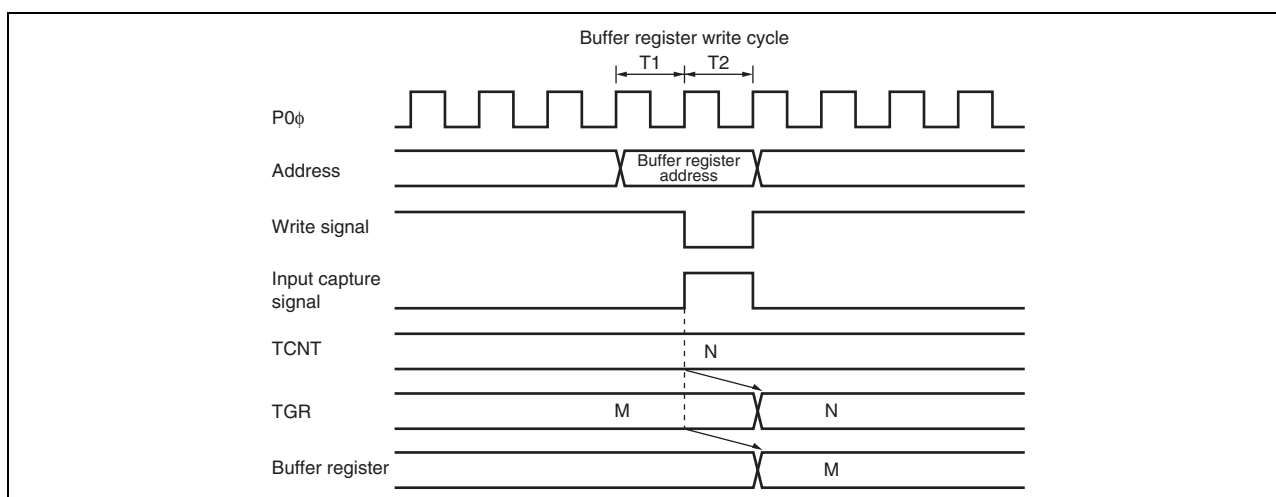 Buffer register write cycle
T1 T2
P0ϕ
Address
Buffer register
address
Write signal
Input capture
signal
TCNT
N
TGR
M N
Buffer register
M